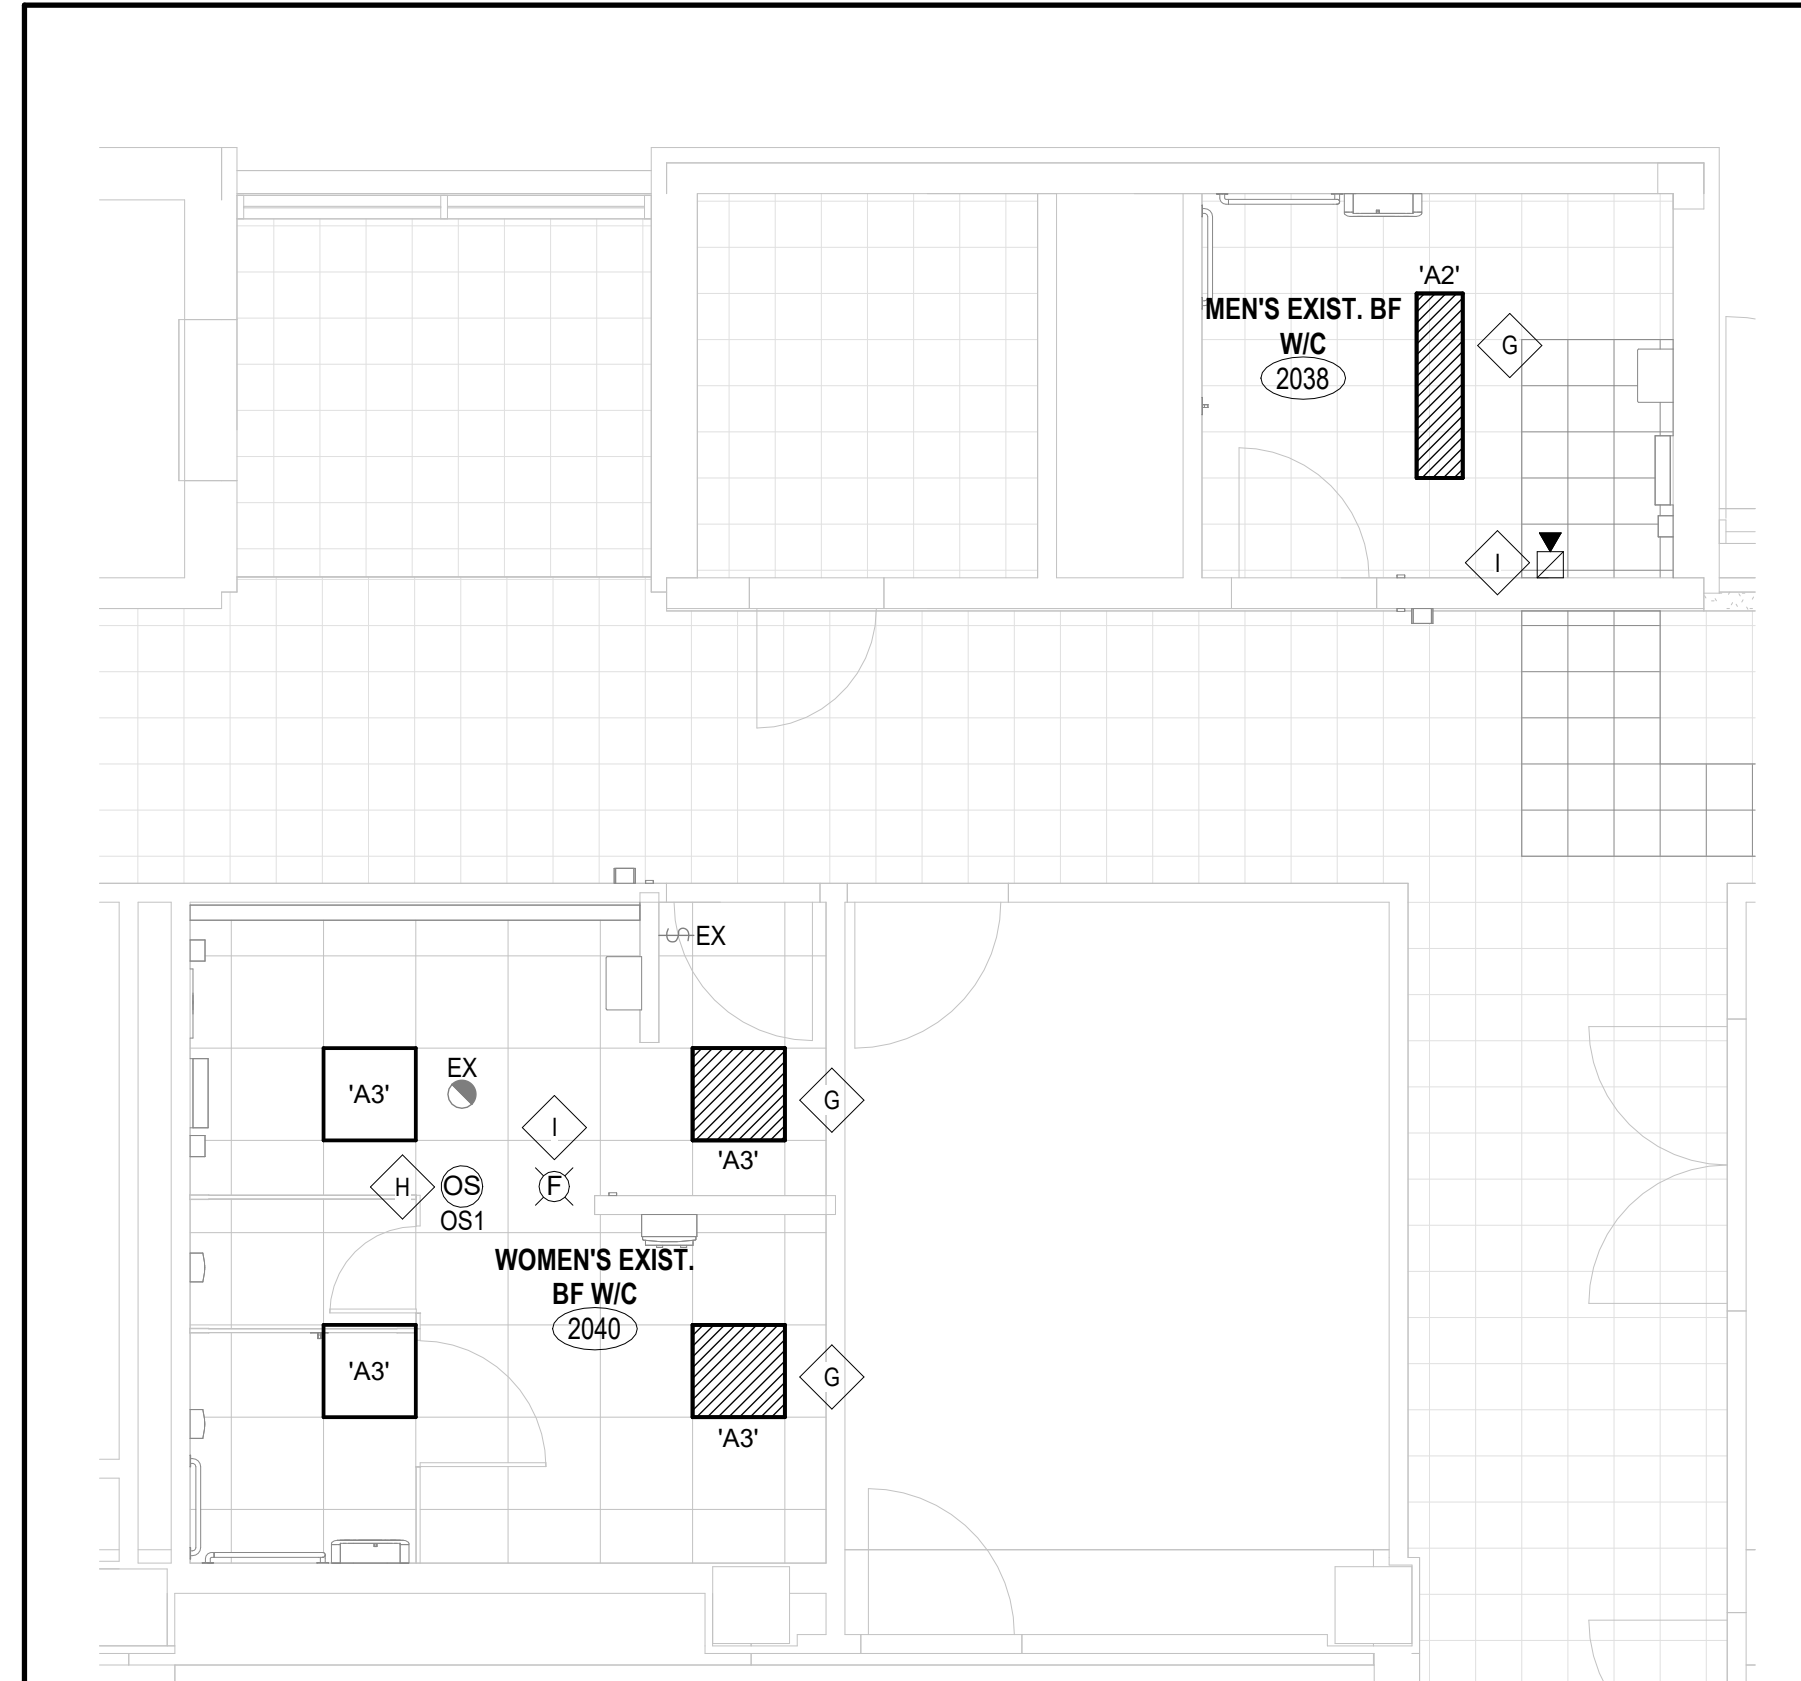 'A2'
MEN'S EXIST. BF
W/C
2038
G
I
EX
EX
'A3'
I
G
'A3'
H
OS
F
OS1
WOMEN'S EXIST.
BF W/C
2040
'A3'
G
'A3'